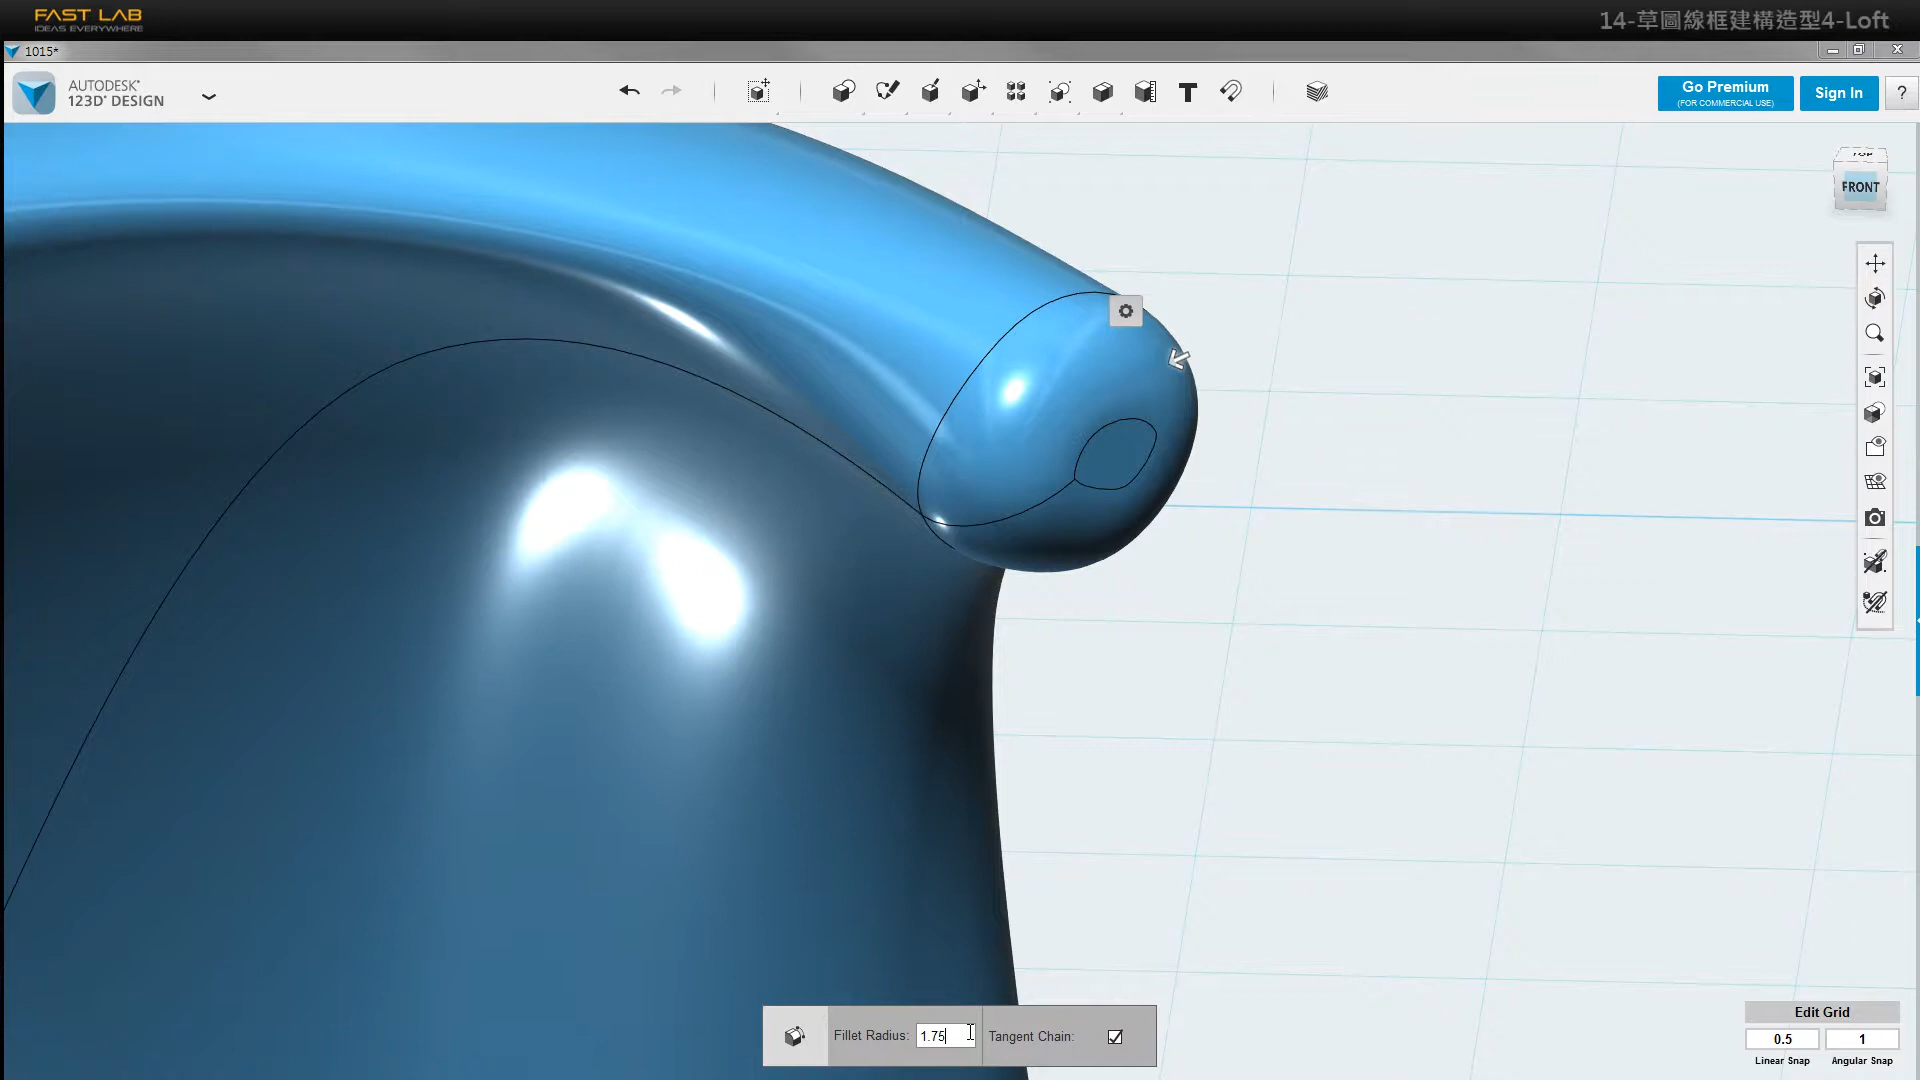 FAST LAB
IDEAS EVERYWHERE
14-草圖線框建構造型4-Loft
1015*
AUTODESK®
123D® DESIGN
T
Go Premium
(FOR COMMERCIAL USE)
Sign In
?
TOP
FRONT
Fillet Radius: 1.75
Tangent Chain:
Edit Grid
0.5 1
Linear Snap Angular Snap